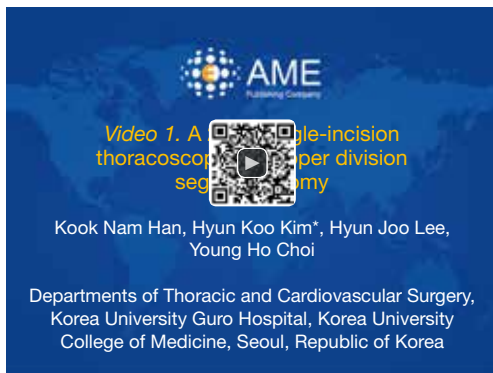 AME
Publishing Company
Video 1. A gle-incision
thoracosco per division
seg omy
Kook Nam Han, Hyun Koo Kim*, Hyun Joo Lee,
Young Ho Choi
Departments of Thoracic and Cardiovascular Surgery,
Korea University Guro Hospital, Korea University
College of Medicine, Seoul, Republic of Korea